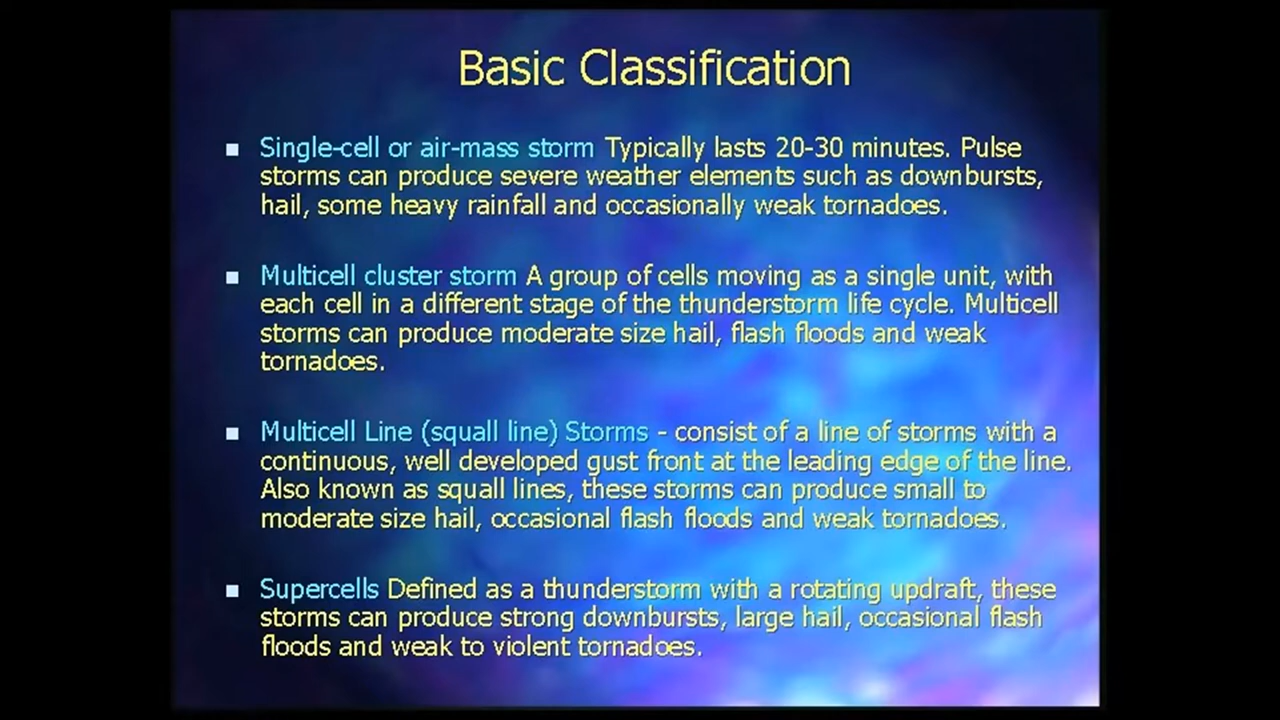 Basic Classification
Single-cell or air-mass storm Typically lasts 20-30 minutes. Pulse
storms can produce severe weather elements such as downbursts,
hail, some heavy rainfall and occasionally weak tornadoes.
Multicell cluster storm A group of cells moving as a single unit, with
each cell in a different stage of the thunderstorm life cycle. Multicell
storms can produce moderate size hail, flash floods and weak
tornadoes.
Multicell Line (squall line) Storms - consist of a line of storms with a
continuous, well developed gust front at the leading edge of the line.
Also known as squall lines, these storms can produce small to
moderate size hail, occasional flash floods and weak tornadoes.
Supercells Defined as a thunderstorm with a rotating updraft, these
storms can produce strong downbursts, large hail, occasional flash
floods and weak to violent tornadoes.